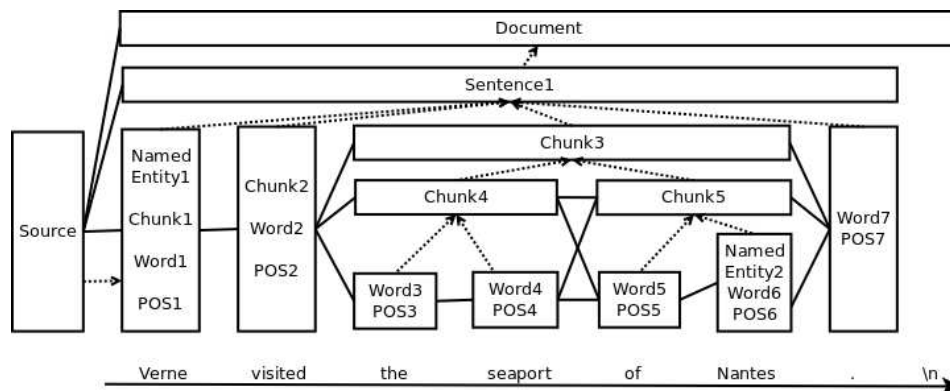 Document
Sentence1
Source
Named
Entity1
Chunk1
Word1
POS1
Chunk2
Word2
POS2
Chunk3
Chunk4
Chunk5
Word3
POS3
Word4
POS4
Word5
POS5
Named
Entity2
Word6
POS6
Word7
POS7
Verne visited the seaport of Nantes . \n